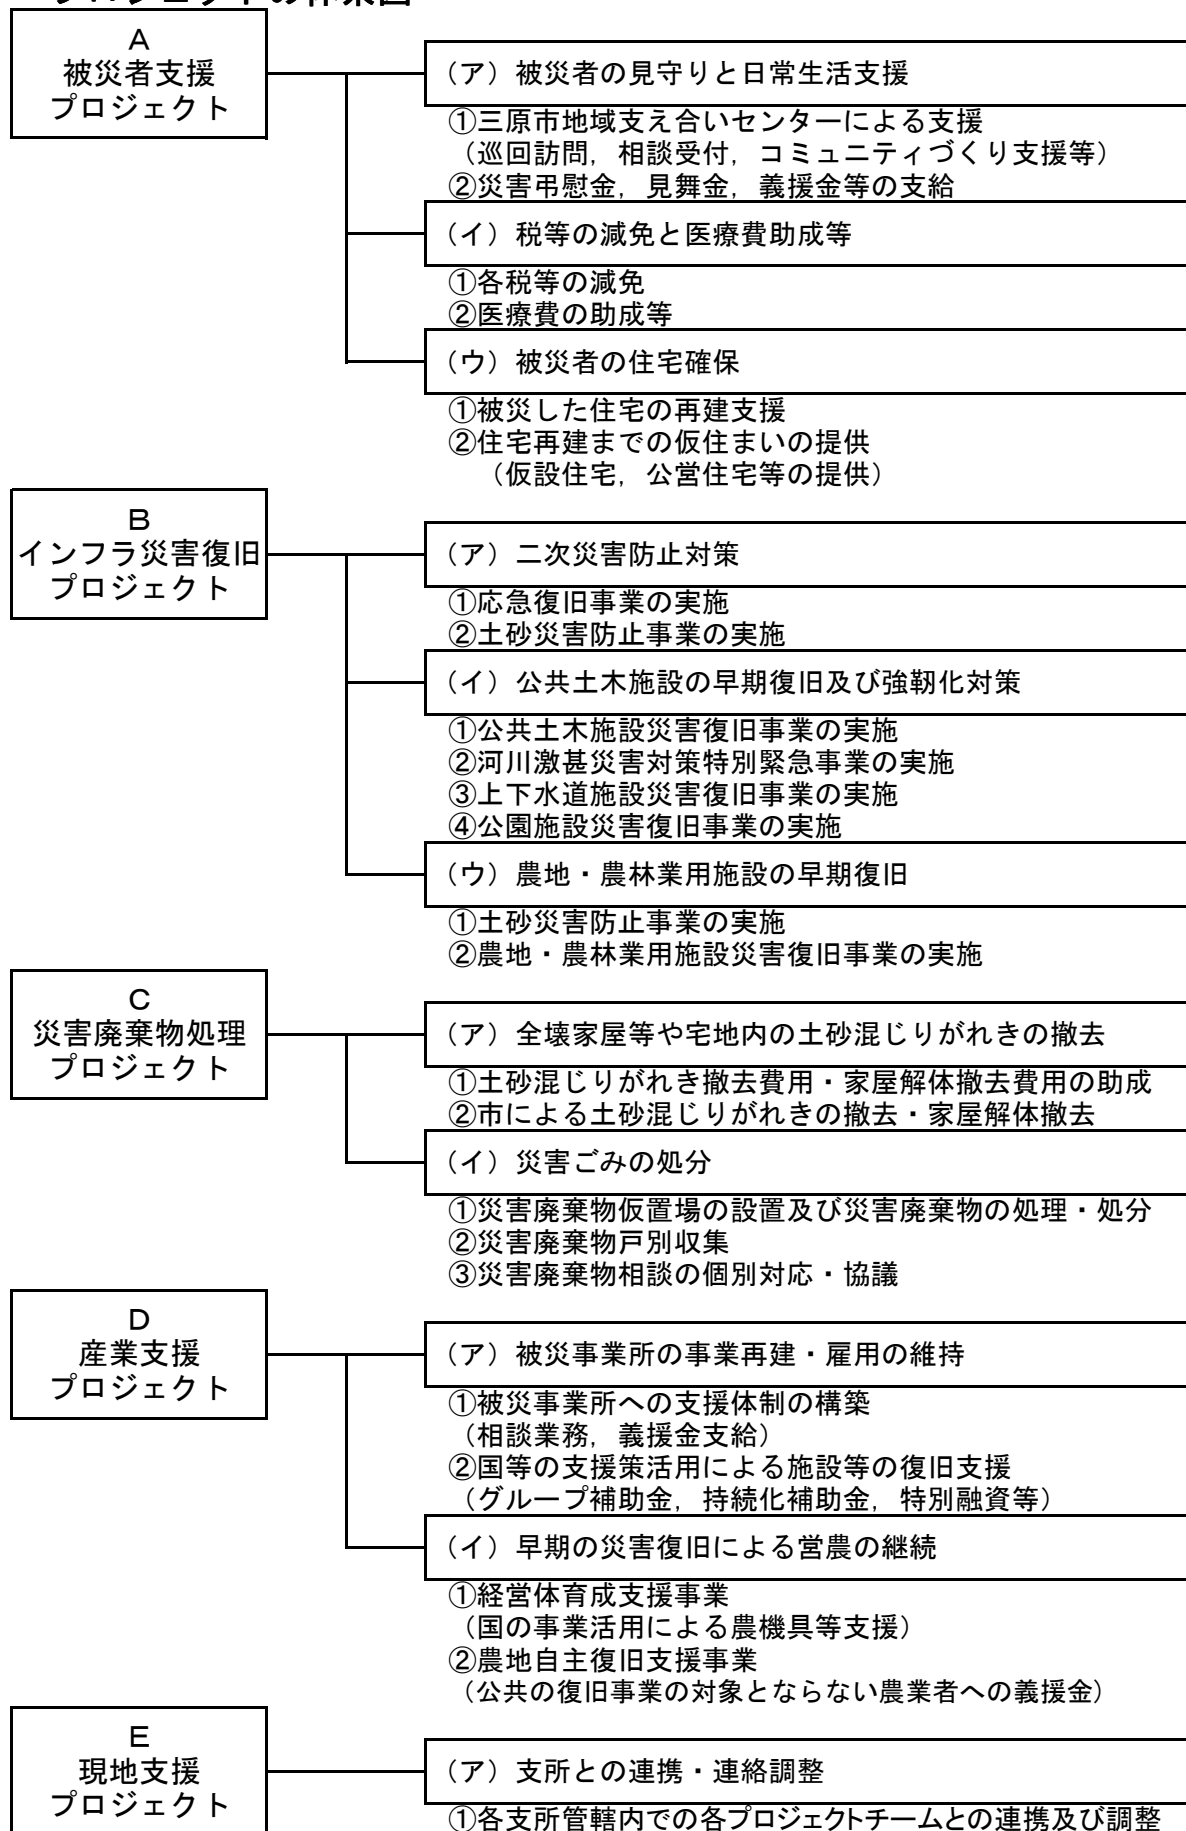 A
被災者支援
プロジェクト
（ア）被災者の見守りと日常生活支援
①三原市地域支え合いセンターによる支援
（巡回訪問，相談受付，コミュニティづくり支援等）
②災害弔慰金，見舞金，義援金等の支給
（イ）税等の減免と医療費助成等
①各税等の減免
②医療費の助成等
（ウ）被災者の住宅確保
①被災した住宅の再建支援
②住宅再建までの仮住まいの提供
（仮設住宅，公営住宅等の提供）
B
インフラ災害復旧
プロジェクト
（ア）二次災害防止対策
①応急復旧事業の実施
②土砂災害防止事業の実施
（イ）公共土木施設の早期復旧及び強靭化対策
①公共土木施設災害復旧事業の実施
②河川激甚災害対策特別緊急事業の実施
③上下水道施設災害復旧事業の実施
④公園施設災害復旧事業の実施
（ウ）農地・農林業用施設の早期復旧
①土砂災害防止事業の実施
②農地・農林業用施設災害復旧事業の実施
C
災害廃棄物処理
プロジェクト
（ア）全壊家屋等や宅地内の土砂混じりがれきの撤去
①土砂混じりがれき撤去費用・家屋解体撤去費用の助成
②市による土砂混じりがれきの撤去・家屋解体撤去
（イ）災害ごみの処分
①災害廃棄物仮置場の設置及び災害廃棄物の処理・処分
②災害廃棄物戸別収集
③災害廃棄物相談の個別対応・協議
D
産業支援
プロジェクト
（ア）被災事業所の事業再建・雇用の維持
①被災事業所への支援体制の構築
（相談業務，義援金支給）
②国等の支援策活用による施設等の復旧支援
（グループ補助金，持続化補助金，特別融資等）
（イ）早期の災害復旧による営農の継続
①経営体育成支援事業
（国の事業活用による農機具等支援）
②農地自主復旧支援事業
（公共の復旧事業の対象とならない農業者への義援金）
E
現地支援
プロジェクト
（ア）支所との連携・連絡調整
①各支所管轄内での各プロジェクトチームとの連携及び調整